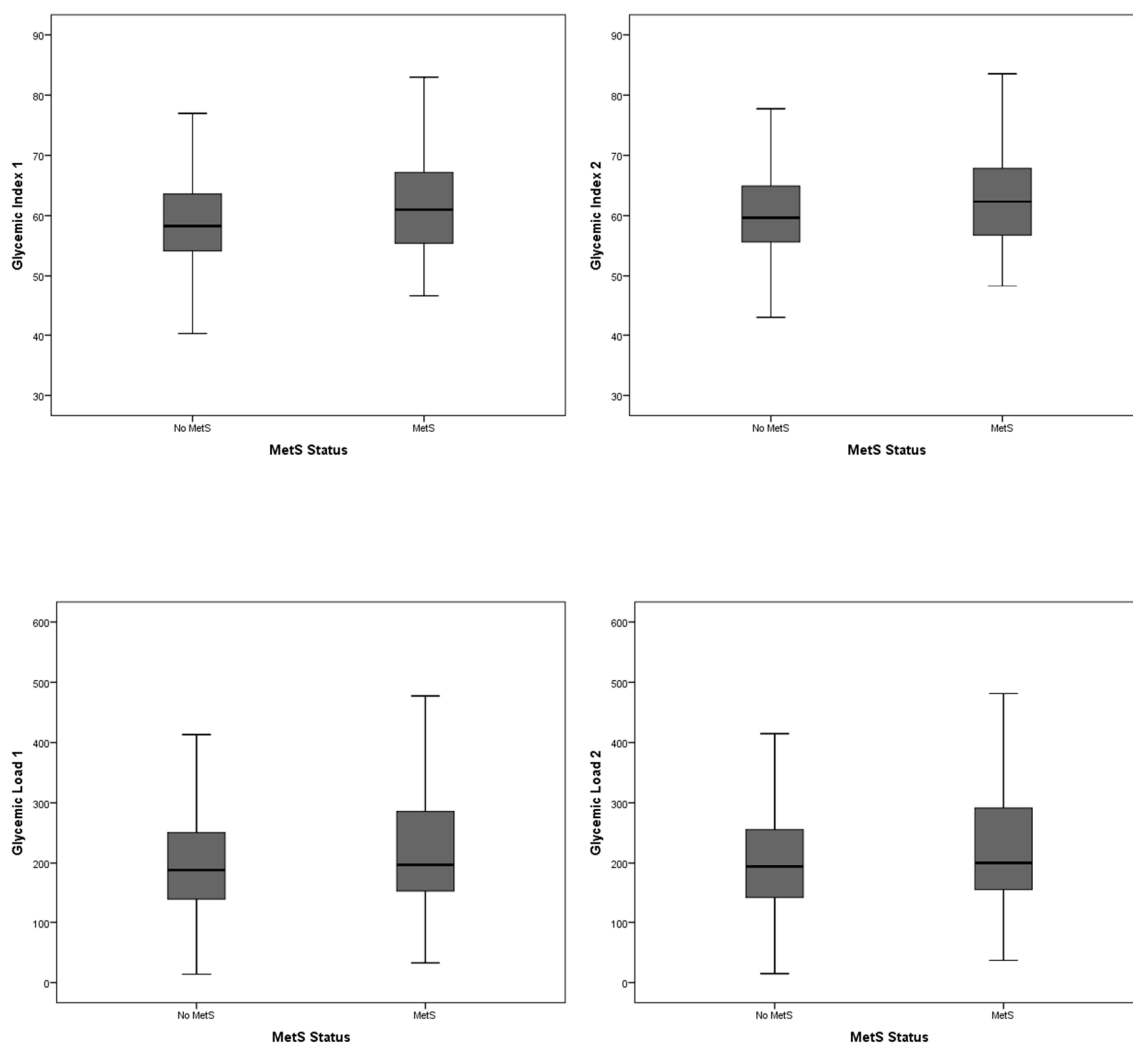 Glycemic Index 1
90
80
70
60
50
40
30
No MetS
MetS
MetS Status
Glycemic Index 2
90
80
70
60
50
40
30
No MetS
MetS
MetS Status
Glycemic Load 1
600
500
400
300
200
100
0
No MetS
MetS
MetS Status
Glycemic Load 2
600
500
400
300
200
100
0
No MetS
MetS
MetS Status